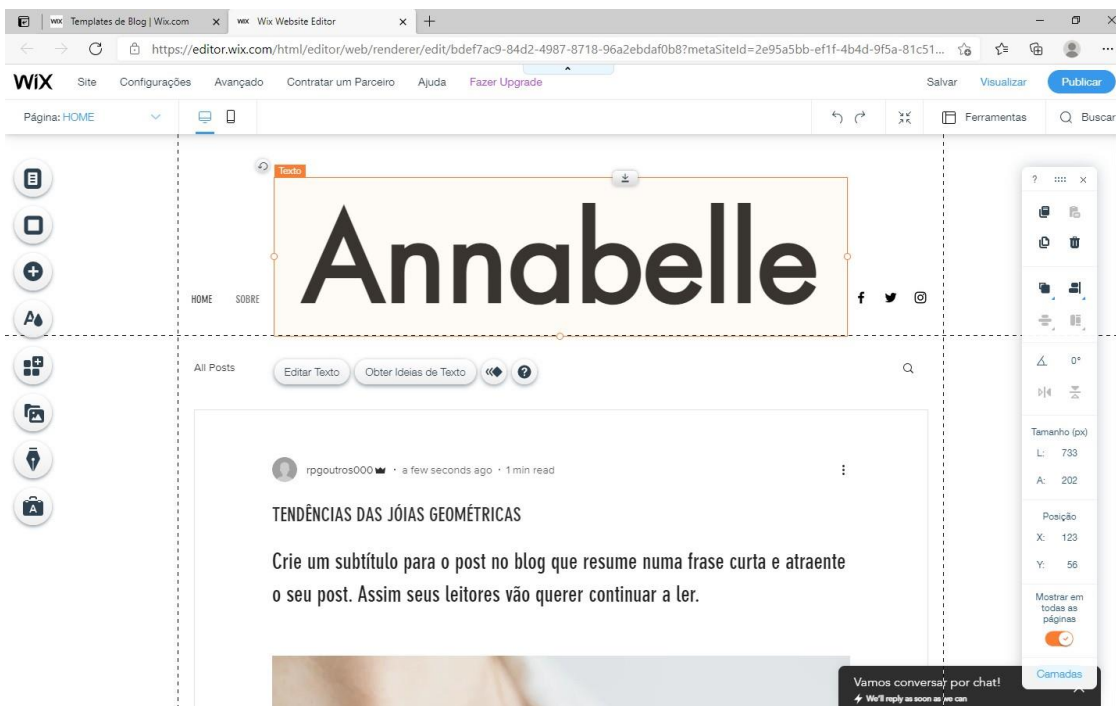 Templates de Blog | Wix.com
Wix Website Editor
https://editor.wix.com/html/editor/web/renderer/edit/bdef7ac9-84d2-4987-8718-96a2ebdaf0b8?metaSiteId=2e95a5bb-ef1f-4b4d-9f5a-81c51...
WiX Site Configurações Avançado Contratar um Parceiro Ajuda Fazer Upgrade Salvar Visualizar Publicar
Página: HOME Ferramentas Buscar
Texto
Annabelle
HOME SOBRE
All Posts Editar Texto Obter Ideias de Texto
rpgoutros000 · a few seconds ago · 1 min read
TENDÊNCIAS DAS JÓIAS GEOMÉTRICAS
Crie um subtítulo para o post no blog que resume numa frase curta e atraente
o seu post. Assim seus leitores vão querer continuar a ler.
0°
Tamanho (px)
L: 733
A: 202
Posição
X: 123
Y: 56
Mostrar em
todas as
páginas
Camadas
Vamos conversar por chat!
We'll reply as soon as we can